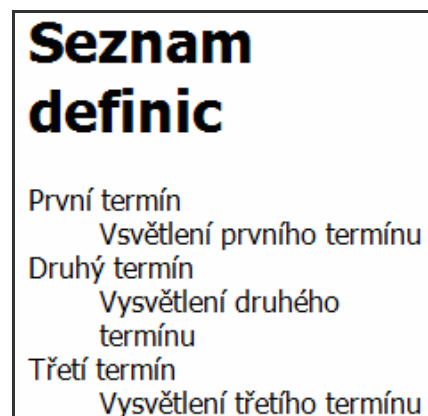 Seznam
definic
První termín
Vsvětlení prvního termínu
Druhý termín
Vysvětlení druhého
termínu
Třetí termín
Vysvětlení třetího termínu